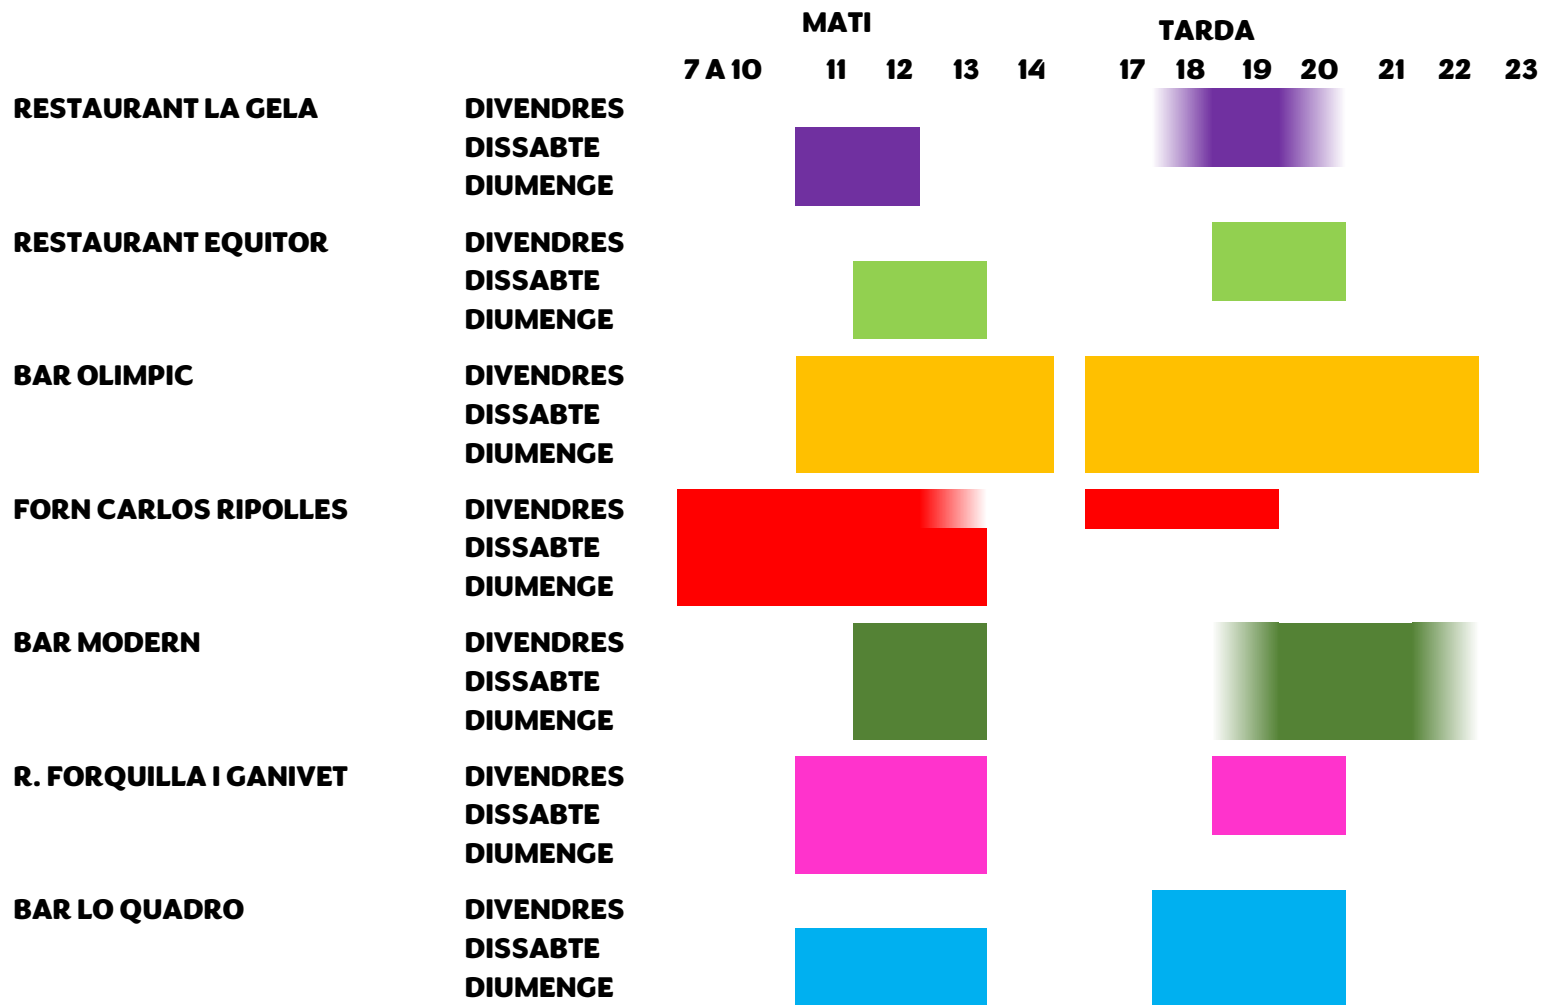 MATI TARDA
7 A 10 11 12 13 14 17 18 19 20 21 22 23
RESTAURANT LA GELA DIVENDRES
DISSABTE
DIUMENGE
RESTAURANT EQUITOR DIVENDRES
DISSABTE
DIUMENGE
BAR OLIMPIC DIVENDRES
DISSABTE
DIUMENGE
FORN CARLOS RIPOLLES DIVENDRES
DISSABTE
DIUMENGE
BAR MODERN DIVENDRES
DISSABTE
DIUMENGE
R. FORQUILLA I GANIVET DIVENDRES
DISSABTE
DIUMENGE
BAR LO QUADRO DIVENDRES
DISSABTE
DIUMENGE